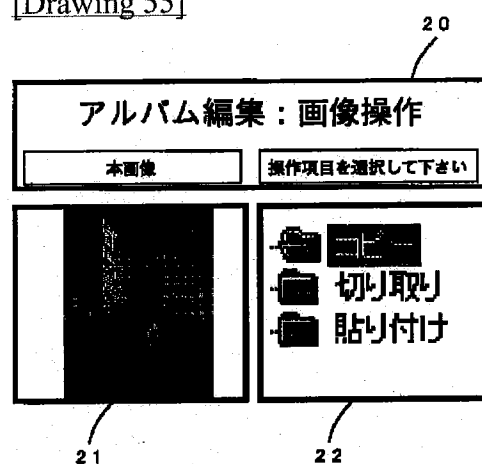 [Drawing 55]
20
アルバム編集：画像操作
本画像
操作項目を選択して下さい
コピー
切り取り
貼り付け
21
22